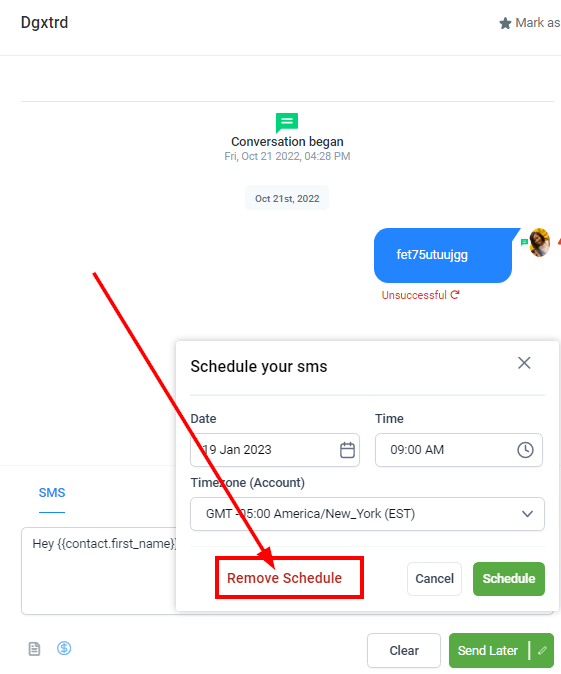 Dgxtrd
Mark as
Conversation began
Fri, Oct 21 2022, 04:28 PM
Oct 21st, 2022
fet75utuujgg
Unsuccessful
Schedule your sms
Date
Time
19 Jan 2023
09:00 AM
Timezone (Account)
GMT -05:00 America/New_York (EST)
SMS
Hey {{contact.first_name}}
Remove Schedule
Cancel
Schedule
Clear
Send Later